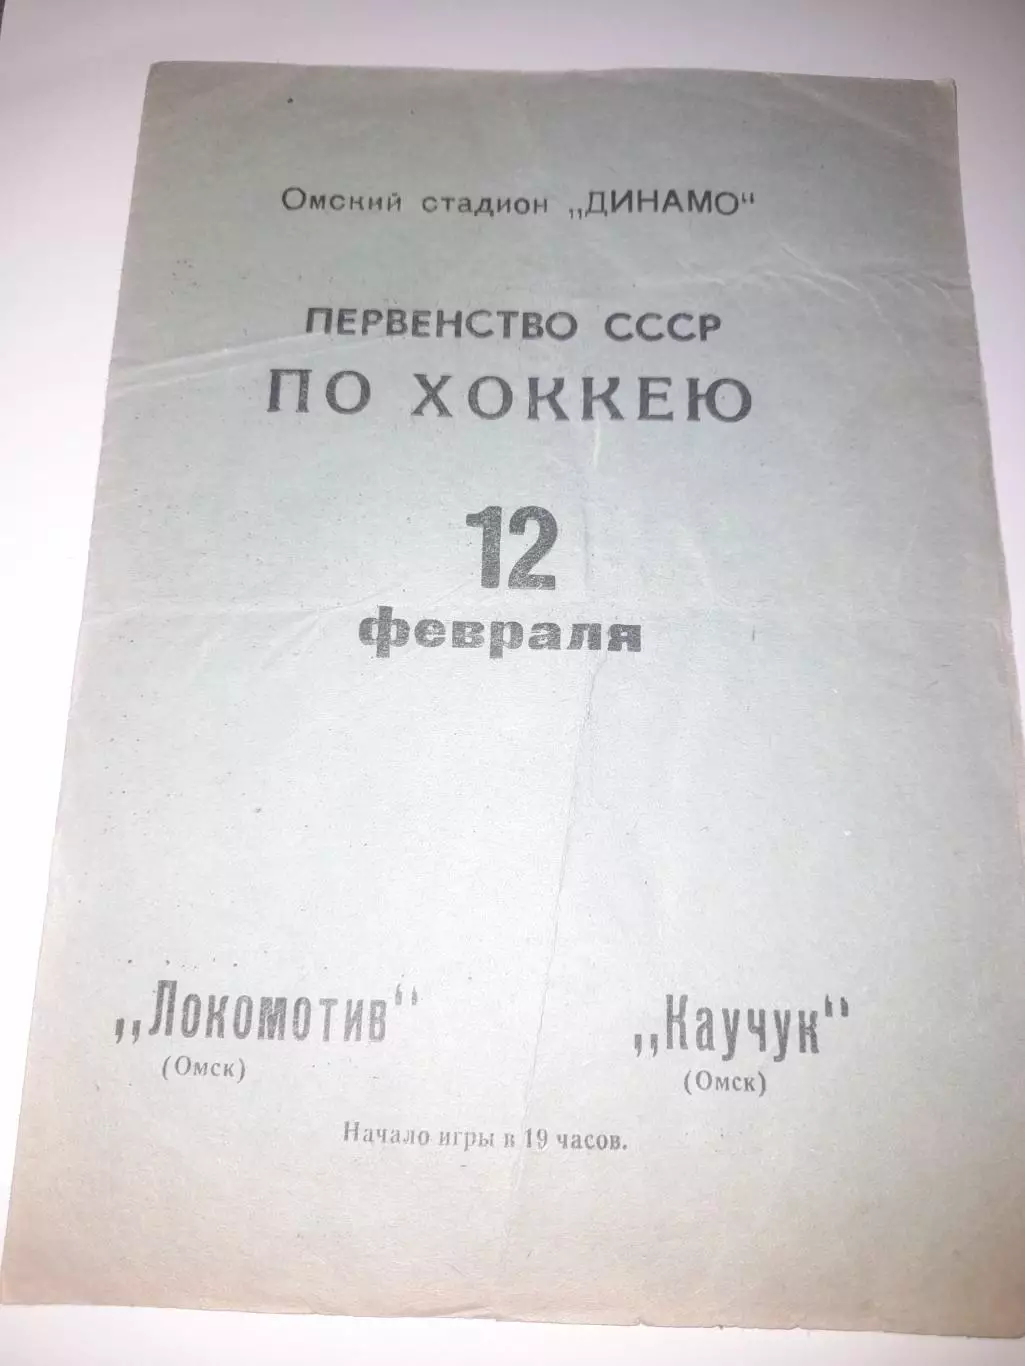 Омский стадион „ДИНАМО“
ПЕРВЕНСТВО СССР
ПО ХОККЕЮ
12
февраля
„Локомотив“
(Омск)
„Каучук“
(Омск)
Начало игры в 19 часов.